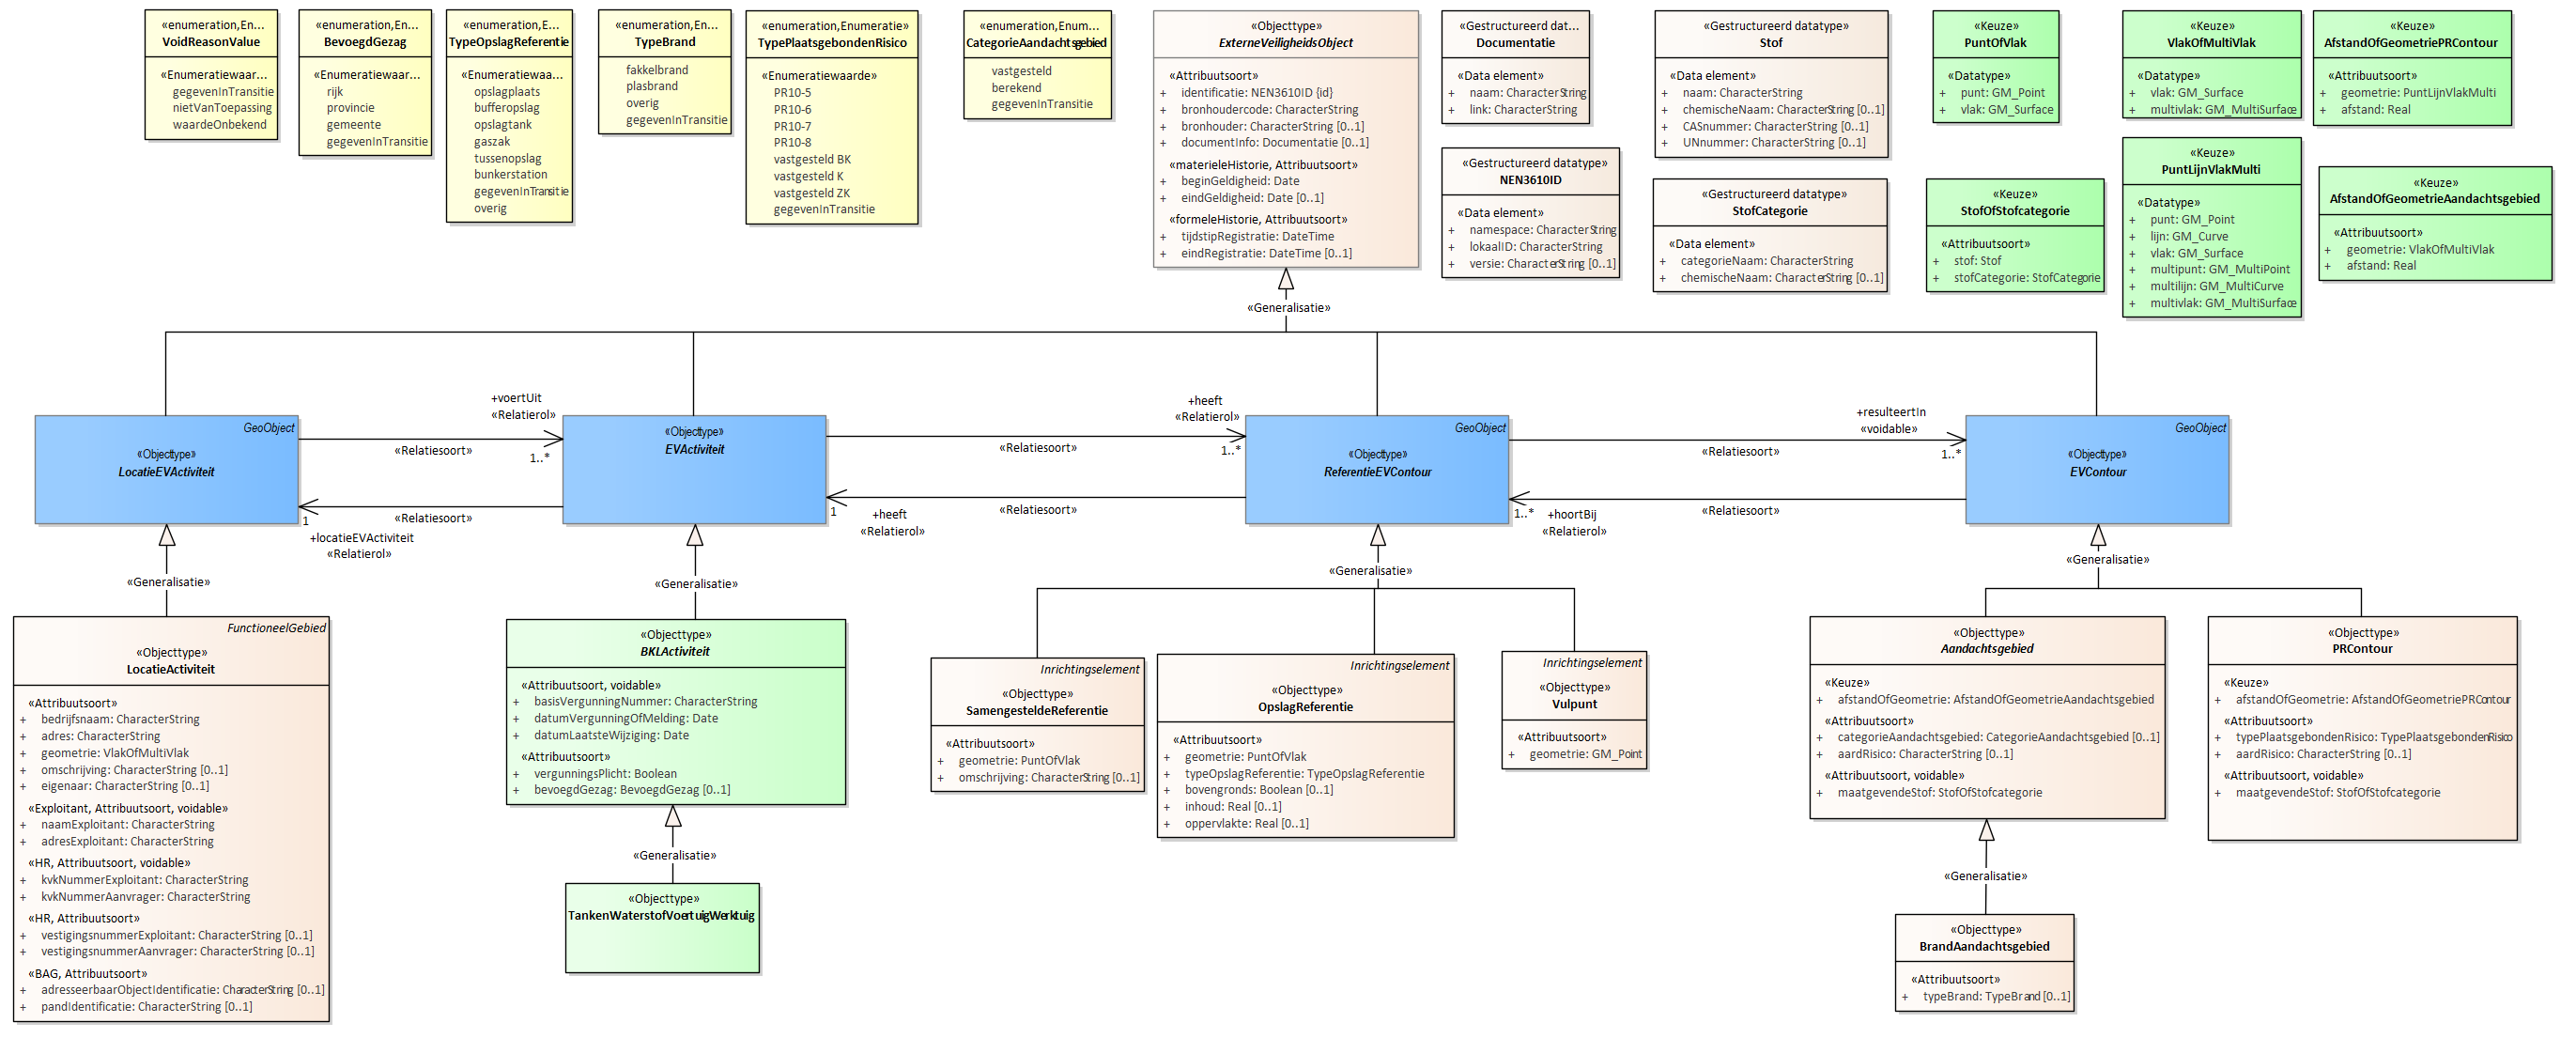 «enumeration,En...
VoidReasonValue
«Enumeratiewaar...
gegevenInTransitie
nietVanToepassing
waardeOnbekend
«enumeration,En...
BevoegdGezag
«Enumeratiewaar...
rijk
provincie
gemeente
gegevenInTransitie
«enumeration,E...
TypeOpslagReferentie
«Enumeratiewaa...
opslagplaats
bufferopslag
opslagtank
gaszak
tussenopslag
bunkerstation
gegevenInTransitie
overig
«enumeration,En...
TypeBrand
fakkelbrand
plasbrand
overig
gegevenInTransitie
«enumeration,Enumeratie»
TypePlaatsgebondenRisico
«Enumeratiewaarde»
PR10-5
PR10-6
PR10-7
PR10-8
vastgesteld BK
vastgesteld K
vastgesteld ZK
gegevenInTransitie
«enumeration,Enum...
CategorieAandachtsgebied
vastgesteld
berekend
gegevenInTransitie
«Objecttype»
ExterneVeiligheidsObject
«Attribuutsoort»
+ identificatie: NEN3610ID {id}
+ bronhoudercode: CharacterString
+ bronhouder: CharacterString [0..1]
+ documentInfo: Documentatie [0..1]
«materieleHistorie, Attribuutsoort»
+ beginGeldigheid: Date
+ eindGeldigheid: Date [0..1]
«formeleHistorie, Attribuutsoort»
+ tijdstipRegistratie: DateTime
+ eindRegistratie: DateTime [0..1]
«Gestructureerd dat...
Documentatie
«Data element»
+ naam: CharacterString
+ link: CharacterString
«Gestructureerd datatype»
NEN3610ID
«Data element»
+ namespace: CharacterString
+ lokaalID: CharacterString
+ versie: CharacterString [0..1]
«Gestructureerd datatype»
Stof
«Data element»
+ naam: CharacterString
+ chemischeNaam: CharacterString [0..1]
+ CASnummer: CharacterString [0..1]
+ UNnummer: CharacterString [0..1]
«Gestructureerd datatype»
StofCategorie
«Data element»
+ categorieNaam: CharacterString
+ chemischeNaam: CharacterString [0..1]
«Keuze»
PuntOfVlak
«Datatype»
+ punt: GM_Point
+ vlak: GM_Surface
«Keuze»
StofOfStofcategorie
«Attribuutsoort»
+ stof: Stof
+ stofCategorie: StofCategorie
«Keuze»
VlakOfMultiVlak
«Datatype»
+ vlak: GM_Surface
+ multivlak: GM_MultiSurface
«Keuze»
PuntLijnVlakMulti
«Datatype»
+ punt: GM_Point
+ lijn: GM_Curve
+ vlak: GM_Surface
+ multipunt: GM_MultiPoint
+ multilijn: GM_MultiCurve
+ multivlak: GM_MultiSurface
«Keuze»
AfstandOfGeometriePRContour
«Attribuutsoort»
+ geometrie: PuntLijnVlakMulti
+ afstand: Real
«Keuze»
AfstandOfGeometrieAandachtsgebied
«Attribuutsoort»
+ geometrie: VlakOfMultiVlak
+ afstand: Real
«Generalisatie»
GeoObject
«Objecttype»
LocatieEVActiviteit
+voertUit
«Relatierol»
«Relatiesoort»
1..*
«Relatiesoort»
1
+locatieEVActiviteit
«Relatierol»
«Objecttype»
EVActiviteit
+heeft
«Relatierol»
«Relatiesoort»
1..*
«Relatiesoort»
1
+heeft
«Relatierol»
GeoObject
«Objecttype»
ReferentieEVContour
+resulteertIn
«voidable»
«Relatiesoort»
1..*
«Relatiesoort»
1..*
+hoortBij
«Relatierol»
GeoObject
«Objecttype»
EVContour
«Generalisatie»
«Generalisatie»
«Generalisatie»
«Generalisatie»
FunctioneelGebied
«Objecttype»
LocatieActiviteit
«Attribuutsoort»
+ bedrijfsnaam: CharacterString
+ adres: CharacterString
+ geometrie: VlakOfMultiVlak
+ omschrijving: CharacterString [0..1]
+ eigenaar: CharacterString [0..1]
«Exploitant, Attribuutsoort, voidable»
+ naamExploitant: CharacterString
+ adresExploitant: CharacterString
«HR, Attribuutsoort, voidable»
+ kvkNummerExploitant: CharacterString
+ kvkNummerAanvrager: CharacterString
«HR, Attribuutsoort»
+ vestigingsnummerExploitant: CharacterString [0..1]
+ vestigingsnummerAanvrager: CharacterString [0..1]
«BAG, Attribuutsoort»
+ adresseerbaarObjectIdentificatie: CharacterString [0..1]
+ pandIdentificatie: CharacterString [0..1]
«Objecttype»
BKLActiviteit
«Attribuutsoort, voidable»
+ basisVergunningNummer: CharacterString
+ datumVergunningOfMelding: Date
+ datumLaatsteWijziging: Date
«Attribuutsoort»
+ vergunningsPlicht: Boolean
+ bevoegdGezag: BevoegdGezag [0..1]
«Generalisatie»
«Objecttype»
TankenWaterstofVoertuigWerktuig
Inrichtingselement
«Objecttype»
SamengesteldeReferentie
«Attribuutsoort»
+ geometrie: PuntOfVlak
+ omschrijving: CharacterString [0..1]
Inrichtingselement
«Objecttype»
OpslagReferentie
«Attribuutsoort»
+ geometrie: PuntOfVlak
+ typeOpslagReferentie: TypeOpslagReferentie
+ bovengronds: Boolean [0..1]
+ inhoud: Real [0..1]
+ oppervlakte: Real [0..1]
Inrichtingselement
«Objecttype»
Vulpunt
«Attribuutsoort»
+ geometrie: GM_Point
«Objecttype»
Aandachtsgebied
«Keuze»
+ afstandOfGeometrie: AfstandOfGeometrieAandachtsgebied
«Attribuutsoort»
+ categorieAandachtsgebied: CategorieAandachtsgebied [0..1]
+ aardRisico: CharacterString [0..1]
«Attribuutsoort, voidable»
+ maatgevendeStof: StofOfStofcategorie
«Objecttype»
PRContour
«Keuze»
+ afstandOfGeometrie: AfstandOfGeometriePRContour
«Attribuutsoort»
+ typePlaatsgebondenRisico: TypePlaatsgebondenRisico
+ aardRisico: CharacterString [0..1]
«Attribuutsoort, voidable»
+ maatgevendeStof: StofOfStofcategorie
«Generalisatie»
«Objecttype»
BrandAandachtsgebied
«Attribuutsoort»
+ typeBrand: TypeBrand [0..1]